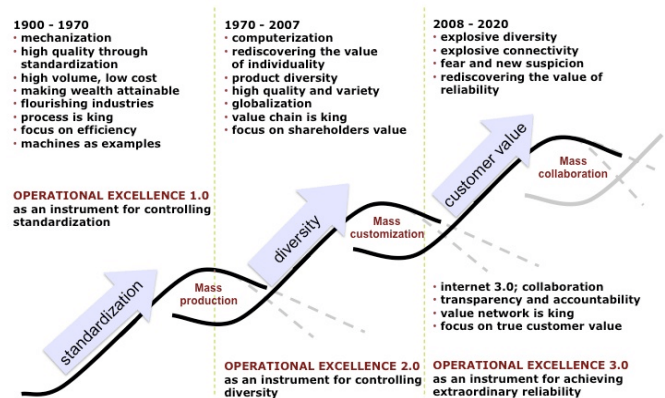 1900 - 1970
· mechanization
· high quality through
standardization
· high volume, low cost
· making wealth attainable
· flourishing industries
· process is king
· focus on efficiency
· machines as examples
OPERATIONAL EXCELLENCE 1.0
as an instrument for controlling
standardization
standardization
Mass
production
1970 - 2007
· computerization
· rediscovering the value
of individuality
· product diversity
· high quality and variety
· globalization
· value chain is king
· focus on shareholders value
diversity
Mass
customization
OPERATIONAL EXCELLENCE 2.0
as an instrument for controlling
diversity
2008 - 2020
· explosive diversity
· explosive connectivity
· fear and new suspicion
· rediscovering the value of
reliability
customer value
Mass
collaboration
· internet 3.0; collaboration
· transparency and accountability
· value network is king
· focus on true customer value
OPERATIONAL EXCELLENCE 3.0
as an instrument for achieving
extraordinary reliability